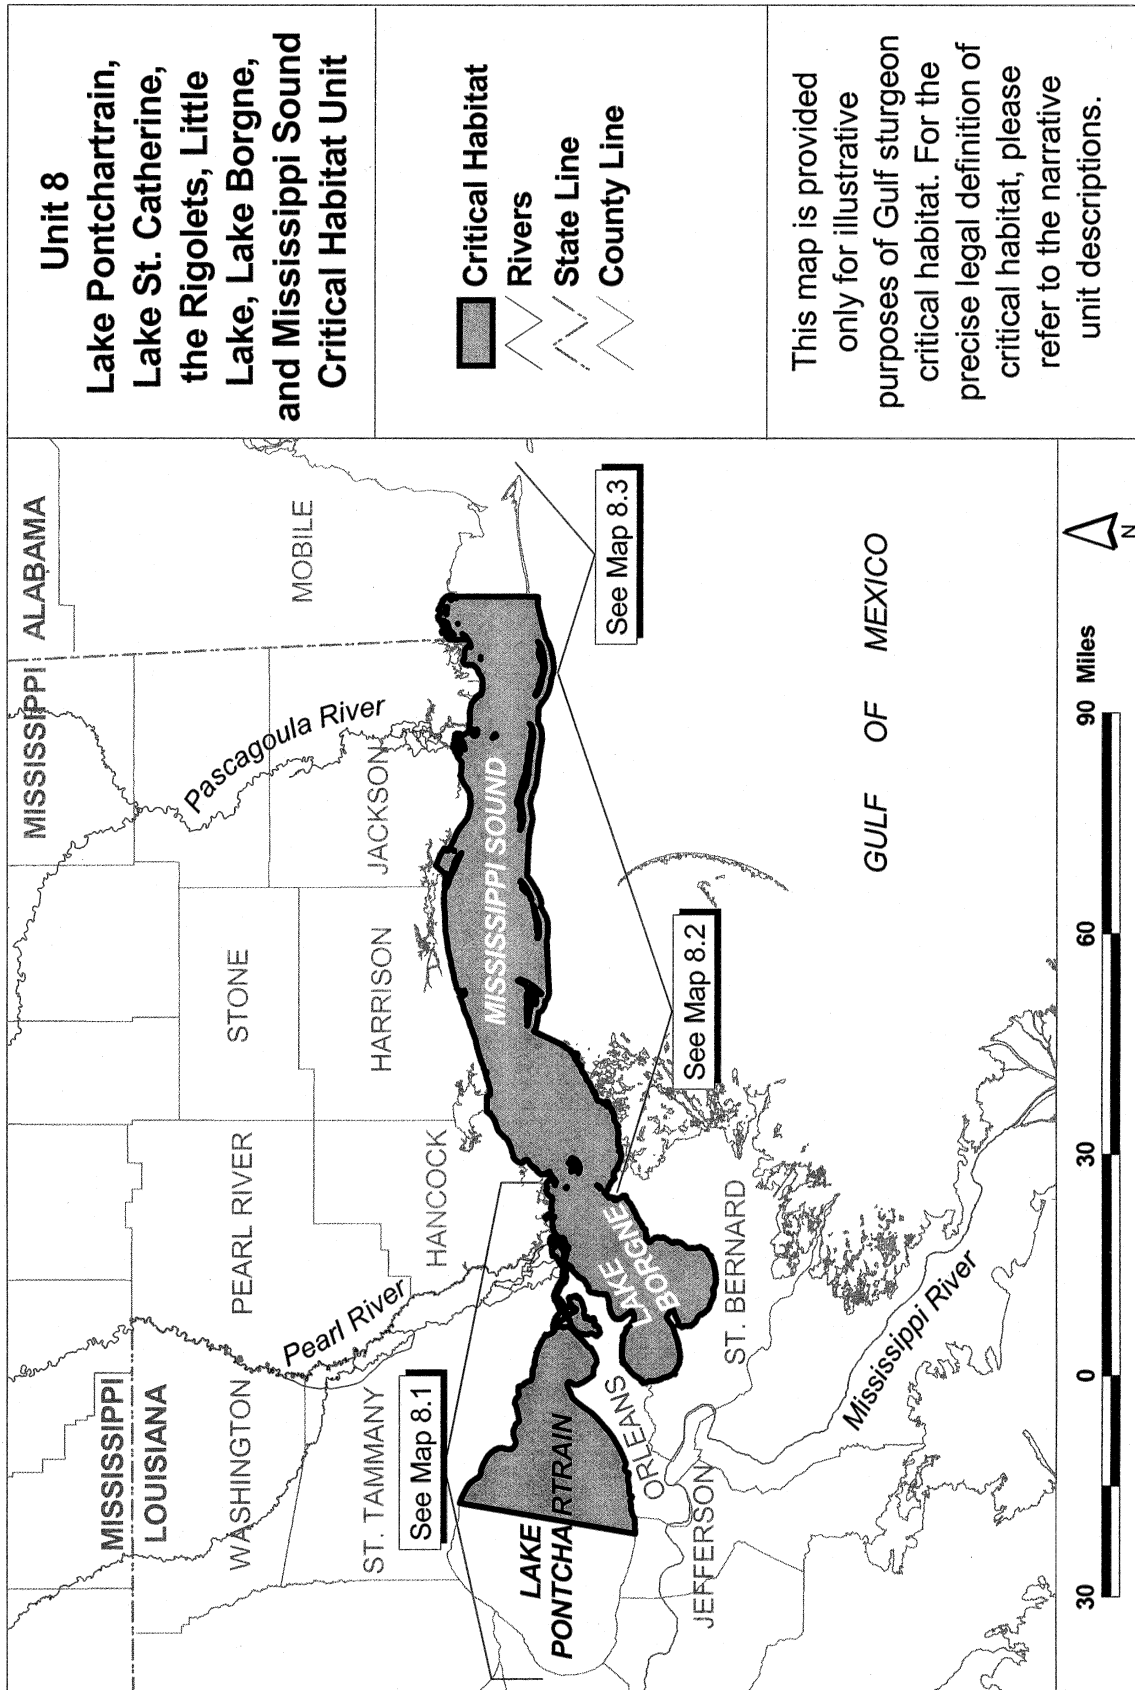 Unit 8
Lake Pontchartrain,
Lake St. Catherine,
the Rigolets, Little
Lake, Lake Borgne,
and Mississippi Sound
Critical Habitat Unit
Critical Habitat
Rivers
State Line
County Line
This map is provided
only for illustrative
purposes of Gulf sturgeon
critical habitat. For the
precise legal definition of
critical habitat, please
refer to the narrative
unit descriptions.
MISSISSIPPI
ALABAMA
MISSISSIPPI
LOUISIANA
WASHINGTON
PEARL RIVER
STONE
MOBILE
Pascagoula River
Pearl River
ST. TAMMANY
HANCOCK
HARRISON
JACKSON
See Map 8.1
MISSISSIPPI SOUND
LAKE
PONTCHARTRAIN
LAKE
BORGNE
See Map 8.3
ORLEANS
See Map 8.2
JEFFERSON
ST. BERNARD
Mississippi River
GULF OF MEXICO
30 0 30 60 90 Miles
N